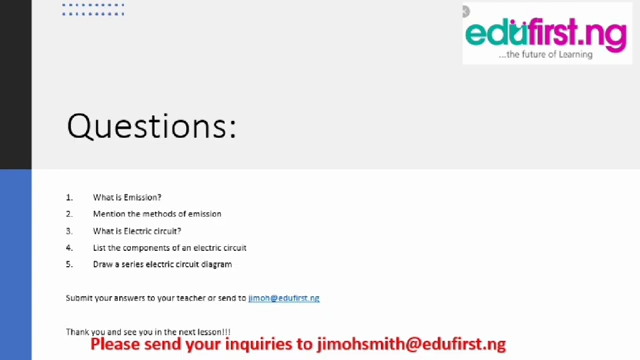 edufirst.ng
...the future of Learning
Questions:
1. What is Emission?
2. Mention the methods of emission
3. What is Electric circuit?
4. List the components of an electric circuit
5. Draw a series electric circuit diagram
Submit your answers to your teacher or send to jimoh@edufirst.ng
Thank you and see you in the next lesson!!!
Please send your inquiries to jimohsmith@edufirst.ng